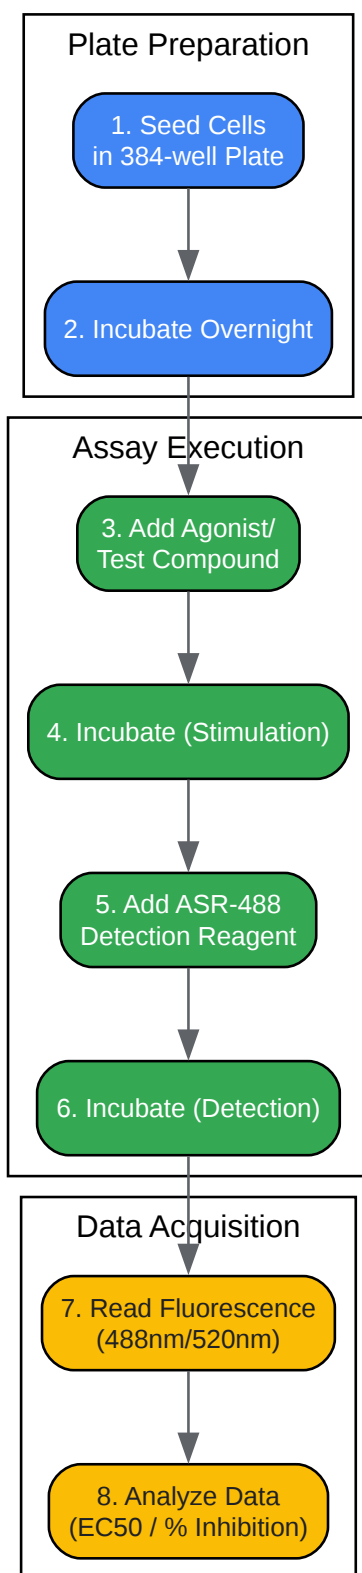 Plate Preparation
1. Seed Cells
in 384-well Plate
2. Incubate Overnight
Assay Execution
3. Add Agonist/
Test Compound
4. Incubate (Stimulation)
5. Add ASR-488
Detection Reagent
6. Incubate (Detection)
Data Acquisition
7. Read Fluorescence
(488nm/520nm)
8. Analyze Data
(EC50 / % Inhibition)